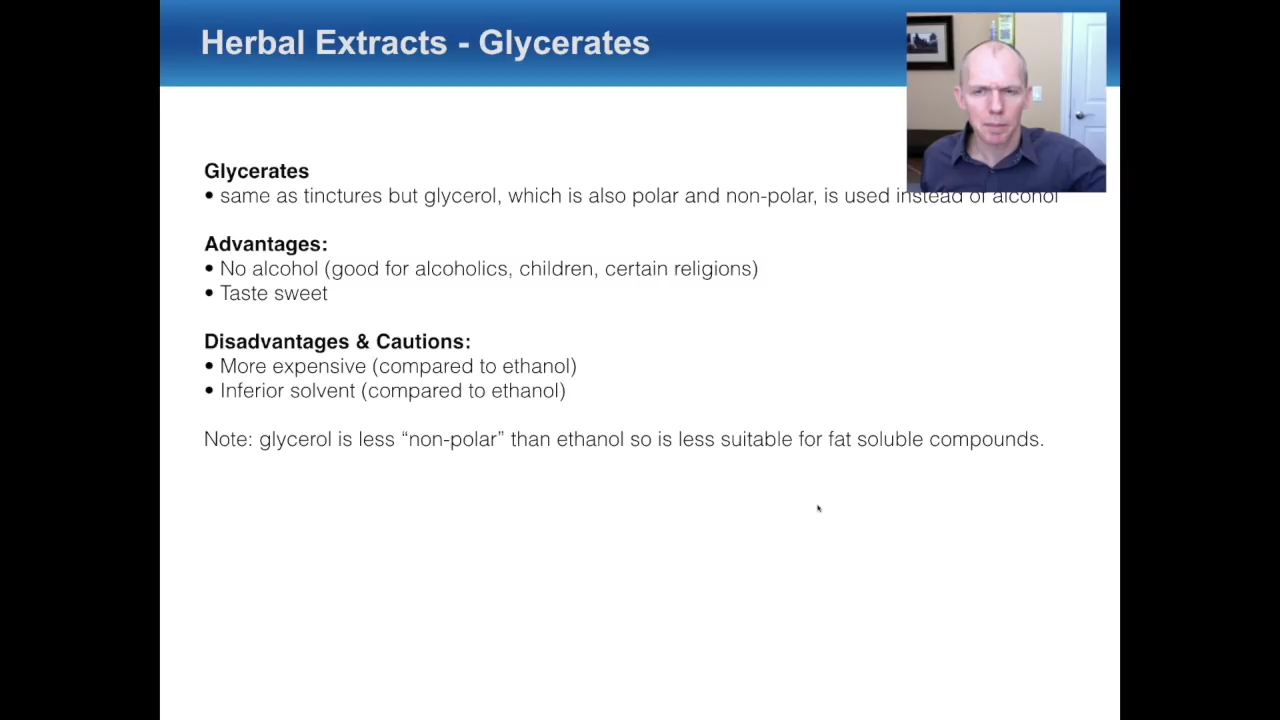 Herbal Extracts - Glycerates
Glycerates
• same as tinctures but glycerol, which is also polar and non-polar, is used instead of alcohol
Advantages:
• No alcohol (good for alcoholics, children, certain religions)
• Taste sweet
Disadvantages & Cautions:
• More expensive (compared to ethanol)
• Inferior solvent (compared to ethanol)
Note: glycerol is less “non-polar” than ethanol so is less suitable for fat soluble compounds.